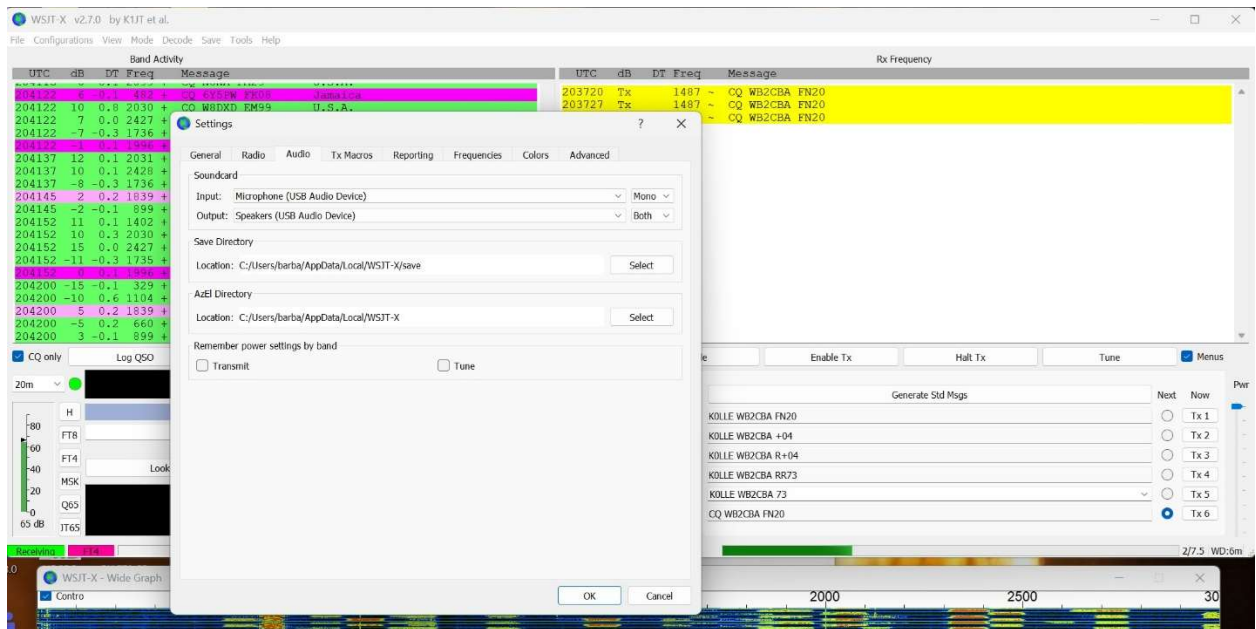 WSJT-X v2.7.0 by K1JT et al.
File Configurations View Mode Decode Save Tools Help
Band Activity
Rx Frequency
UTC dB DT Freq Message
UTC dB DT Freq Message
204122 6 -0.1 482 + CQ 6Y5PW FK08 Jamaica
204122 10 0.8 2030 + CQ W8DXD EM99 U.S.A.
204122 7 0.0 2427 +
204122 -7 -0.3 1736 +
204122 -1 0.1 1996 +
204137 12 0.1 2031 +
204137 10 0.1 2428 +
204137 -8 -0.3 1736 +
204145 2 0.2 1839 +
204145 -2 -0.1 899 +
204152 11 0.1 1402 +
204152 10 0.3 2030 +
204152 15 0.0 2427 +
204152 -11 -0.3 1735 +
204152 0 0.1 1996 +
204200 -15 -0.1 329 +
204200 -10 0.6 1104 +
204200 5 0.2 1839 +
204200 -5 0.2 660 +
204200 3 -0.1 899 +
203720 Tx 1487 ~ CQ WB2CBA FN20
203727 Tx 1487 ~ CQ WB2CBA FN20
~ CQ WB2CBA FN20
Settings
General Radio Audio Tx Macros Reporting Frequencies Colors Advanced
Soundcard
Input: Microphone (USB Audio Device) Mono
Output: Speakers (USB Audio Device) Both
Save Directory
Location: C:/Users/barba/AppData/Local/WSJT-X/save Select
AzEl Directory
Location: C:/Users/barba/AppData/Local/WSJT-X Select
Remember power settings by band
Transmit Tune
OK Cancel
CQ only Log QSO
Enable Tx Halt Tx Tune Menus
20m
Pwr
Generate Std Msgs Next Now
H
FT8
FT4
MSK
Q65
JT65
Look
-80
-60
-40
-20
-0
65 dB
K0LLE WB2CBA FN20 Tx 1
K0LLE WB2CBA +04 Tx 2
K0LLE WB2CBA R+04 Tx 3
K0LLE WB2CBA RR73 Tx 4
K0LLE WB2CBA 73 Tx 5
CQ WB2CBA FN20 Tx 6
Receiving FT4
2/7.5 WD:6m
WSJT-X - Wide Graph
Contro
2000 2500 30